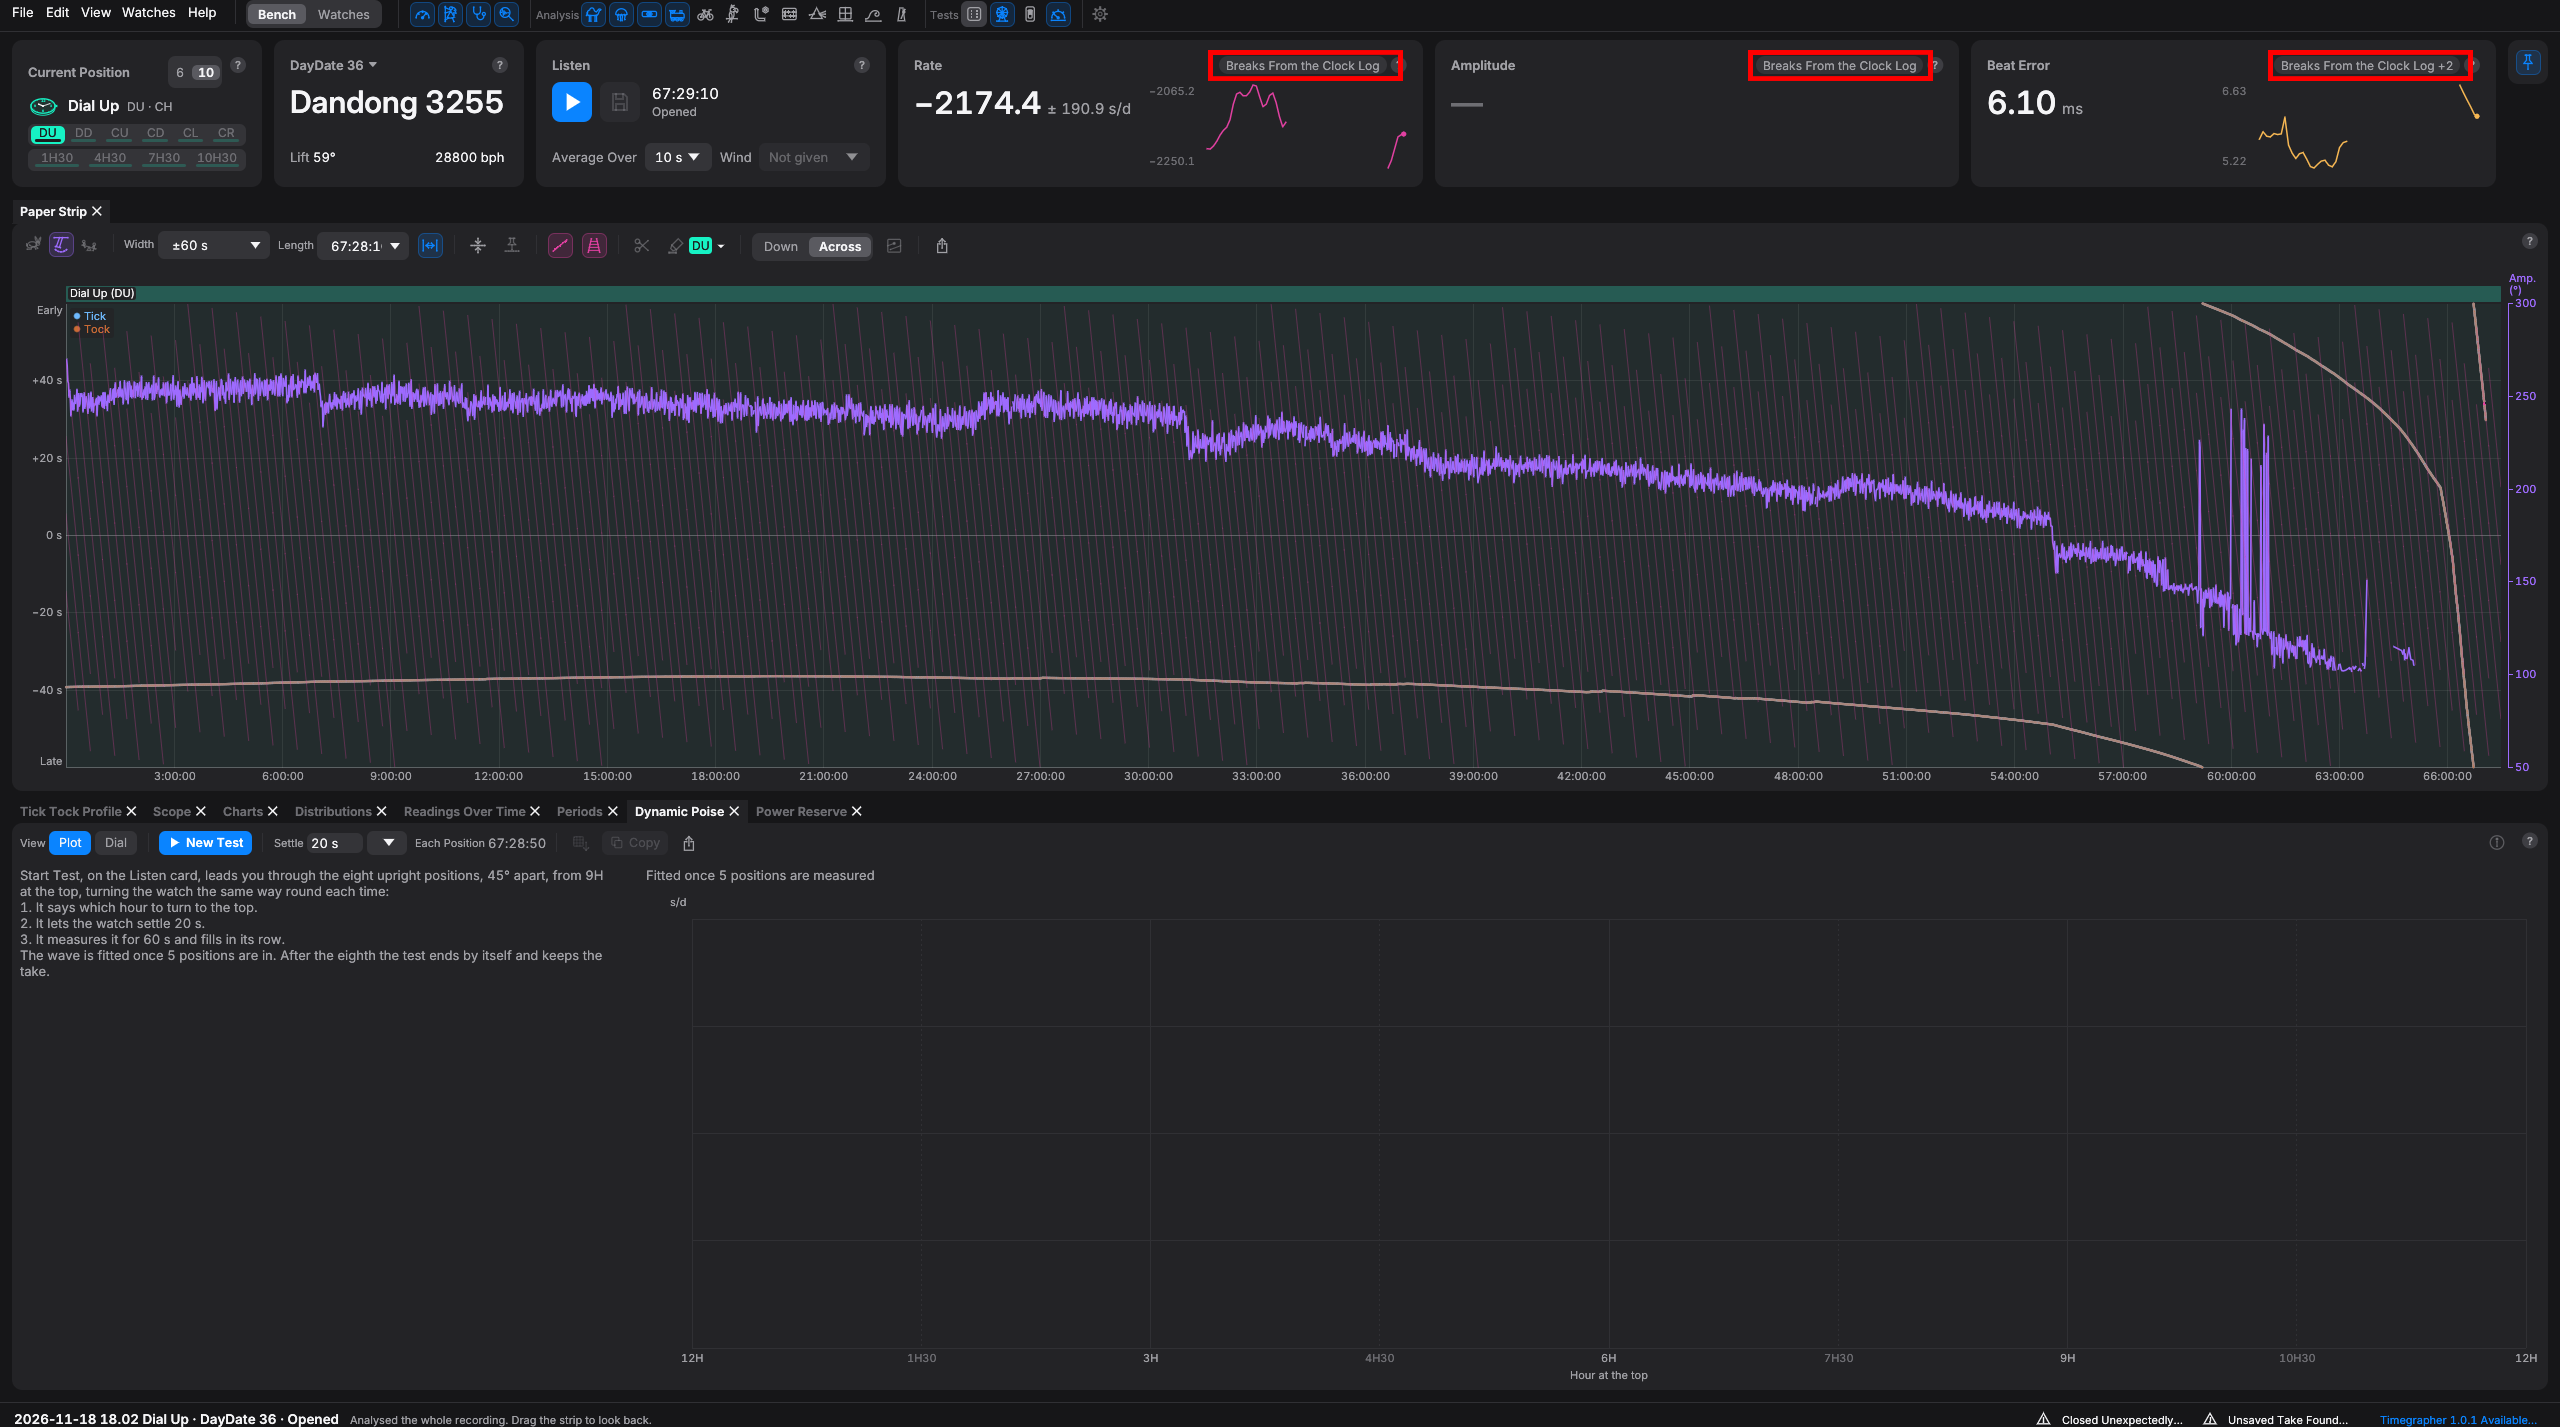 File Edit View Watches Help Bench Watches Analysis Tests
Current Position 6 10 ?
Dial Up DU · CH
DU DD CU CD CL CR
1H30 4H30 7H30 10H30
DayDate 36 ?
Dandong 3255
Lift 59° 28800 bph
Listen ?
67:29:10
Opened
Average Over 10 s Wind Not given
Rate Breaks From the Clock Log
−2174.4 ± 190.9 s/d
−2065.2
−2250.1
Amplitude Breaks From the Clock Log ?
—
Beat Error Breaks From the Clock Log +2
6.10 ms
6.63
5.22
Paper Strip
Width ±60 s Length 67:28:1 DU Down Across ?
Dial Up (DU)
Tick
Tock
Early
+40 s
+20 s
0 s
−20 s
−40 s
Late
Amp.
(°)
300
250
200
150
100
50
3:00:00 6:00:00 9:00:00 12:00:00 15:00:00 18:00:00 21:00:00 24:00:00 27:00:00 30:00:00 33:00:00 36:00:00 39:00:00 42:00:00 45:00:00 48:00:00 51:00:00 54:00:00 57:00:00 60:00:00 63:00:00 66:00:00
Tick Tock Profile Scope Charts Distributions Readings Over Time Periods Dynamic Poise Power Reserve
View Plot Dial New Test Settle 20 s Each Position 67:28:50 Copy ?
Start Test, on the Listen card, leads you through the eight upright positions, 45° apart, from 9H
at the top, turning the watch the same way round each time:
1. It says which hour to turn to the top.
2. It lets the watch settle 20 s.
3. It measures it for 60 s and fills in its row.
The wave is fitted once 5 positions are in. After the eighth the test ends by itself and keeps the
take.
Fitted once 5 positions are measured
s/d
12H 1H30 3H 4H30 6H 7H30 9H 10H30 12H
Hour at the top
2026-11-18 18.02 Dial Up · DayDate 36 · Opened Analysed the whole recording. Drag the strip to look back. Closed Unexpectedly... Unsaved Take Found... Timegrapher 1.0.1 Available...